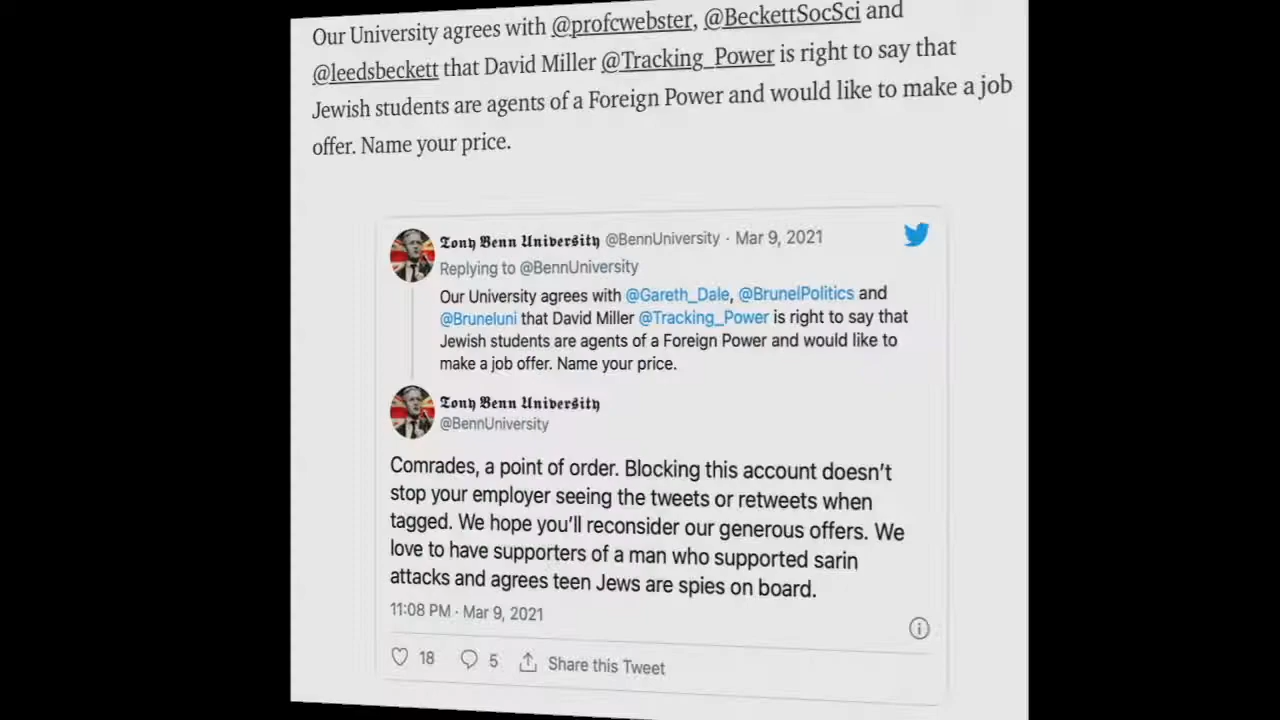 Our University agrees with @profcwebster, @BeckettSocSci and
@leedsbeckett that David Miller @Tracking_Power is right to say that
Jewish students are agents of a Foreign Power and would like to make a job
offer. Name your price.
Tony Benn University @BennUniversity · Mar 9, 2021
Replying to @BennUniversity
Our University agrees with @Gareth_Dale, @BrunelPolitics and
@Bruneluni that David Miller @Tracking_Power is right to say that
Jewish students are agents of a Foreign Power and would like to
make a job offer. Name your price.
Tony Benn University
@BennUniversity
Comrades, a point of order. Blocking this account doesn't
stop your employer seeing the tweets or retweets when
tagged. We hope you'll reconsider our generous offers. We
love to have supporters of a man who supported sarin
attacks and agrees teen Jews are spies on board.
11:08 PM · Mar 9, 2021
18 5 Share this Tweet